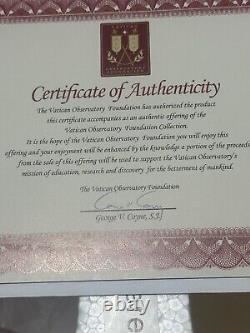 Certificate of Authenticity
The Vatican Observatory Foundation has authorized the product
this certificate accompanies as an authentic offering of the
Vatican Observatory Foundation Collection.
It is the hope of the Vatican Observatory Foundation you will enjoy this
offering and your enjoyment will be enhanced by the knowledge a portion of the proceeds
from the sale of this offering will be used to support the Vatican Observatory's
mission of education, research and discovery for the betterment of mankind.
The Vatican Observatory Foundation
George V. Coyne, S.J.